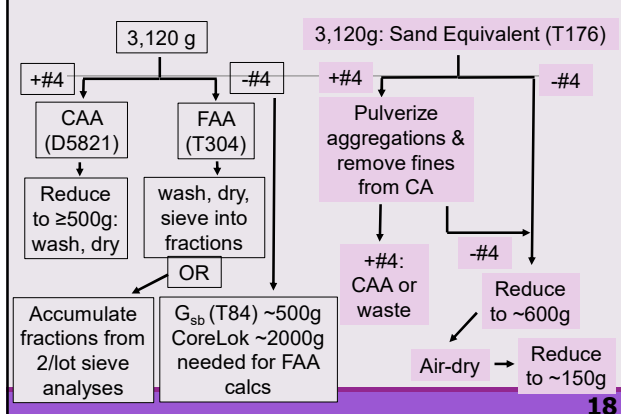 3,120 g
+#4
-#4
CAA
(D5821)
FAA
(T304)
Reduce
to ≥500g:
wash, dry
wash, dry,
sieve into
fractions
OR
Accumulate
fractions from
2/lot sieve
analyses
Gsb (T84) ~500g
CoreLok ~2000g
needed for FAA
calcs
3,120g: Sand Equivalent (T176)
+#4
-#4
Pulverize
aggregations &
remove fines
from CA
-#4
+#4:
CAA or
waste
Reduce
to ~600g
Air-dry
Reduce
to ~150g
18